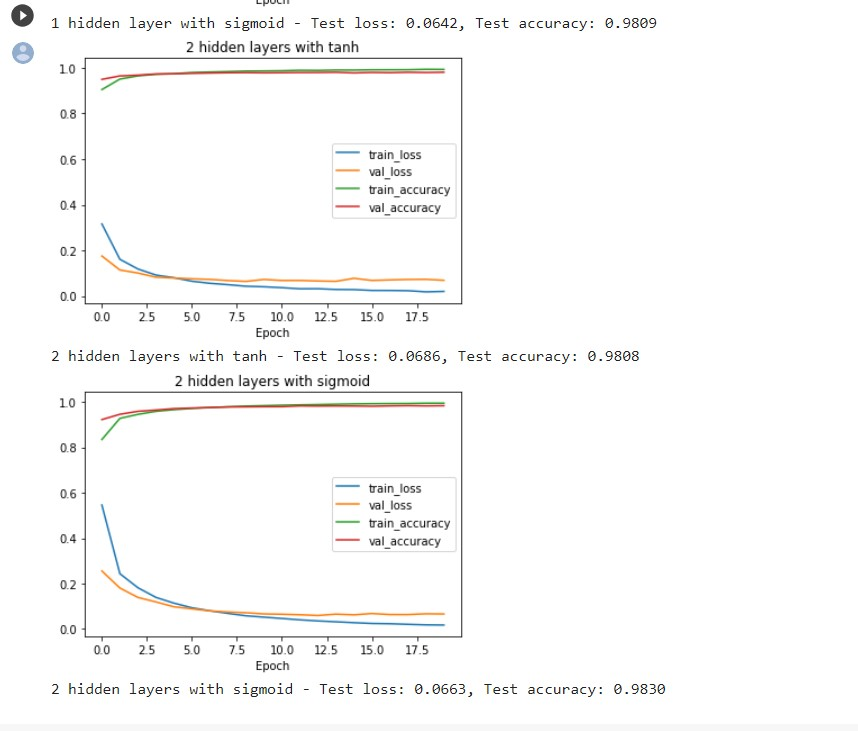 Epoch
1 hidden layer with sigmoid - Test loss: 0.0642, Test accuracy: 0.9809
2 hidden layers with tanh
1.0
0.8
0.6
0.4
0.2
0.0
train_loss
val_loss
train_accuracy
val_accuracy
0.0 2.5 5.0 7.5 10.0 12.5 15.0 17.5
Epoch
2 hidden layers with tanh - Test loss: 0.0686, Test accuracy: 0.9808
2 hidden layers with sigmoid
1.0
0.8
0.6
0.4
0.2
0.0
train_loss
val_loss
train_accuracy
val_accuracy
0.0 2.5 5.0 7.5 10.0 12.5 15.0 17.5
Epoch
2 hidden layers with sigmoid - Test loss: 0.0663, Test accuracy: 0.9830